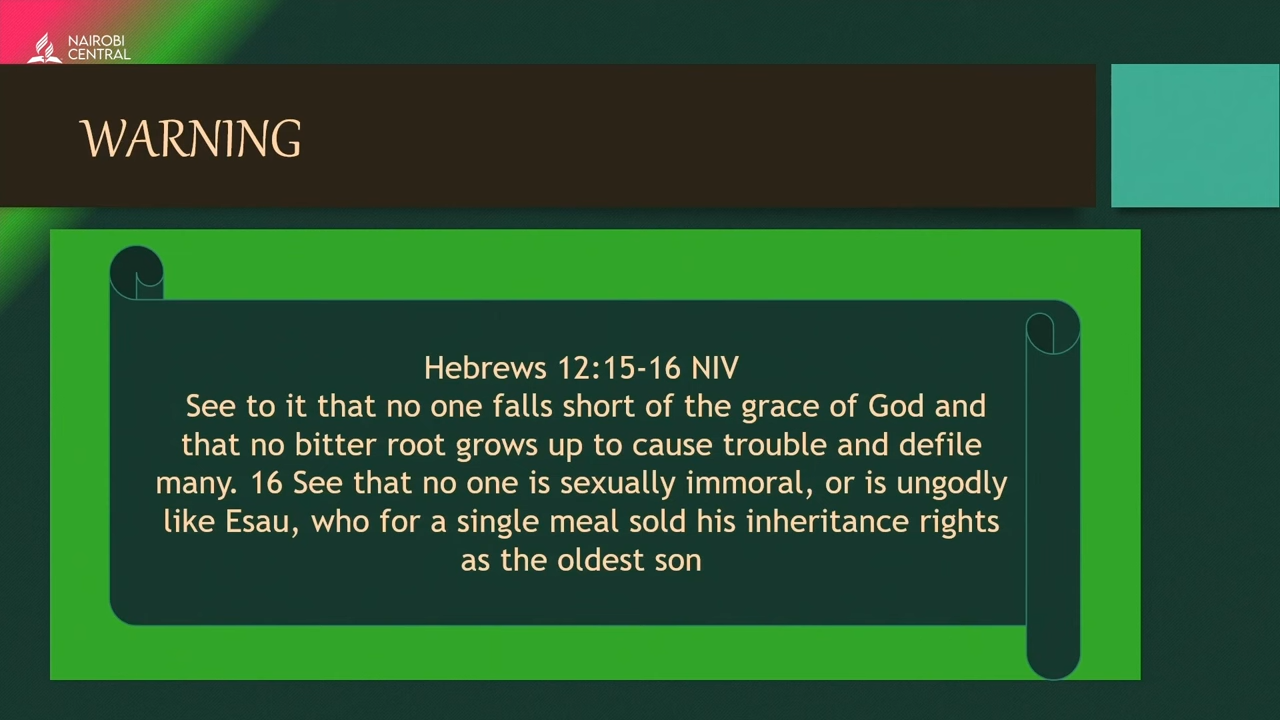 NAIROBI
CENTRAL
WARNING
Hebrews 12:15-16 NIV
See to it that no one falls short of the grace of God and
that no bitter root grows up to cause trouble and defile
many. 16 See that no one is sexually immoral, or is ungodly
like Esau, who for a single meal sold his inheritance rights
as the oldest son